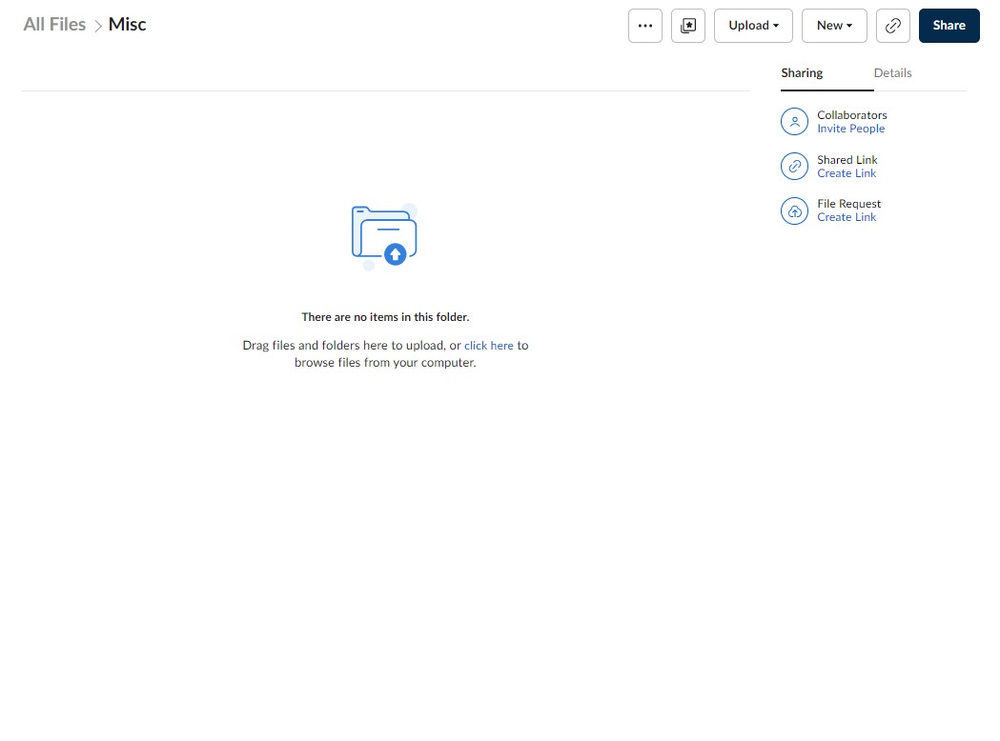 All Files > Misc
Upload
New
Share
Sharing
Details
Collaborators
Invite People
Shared Link
Create Link
File Request
Create Link
There are no items in this folder.
Drag files and folders here to upload, or click here to
browse files from your computer.